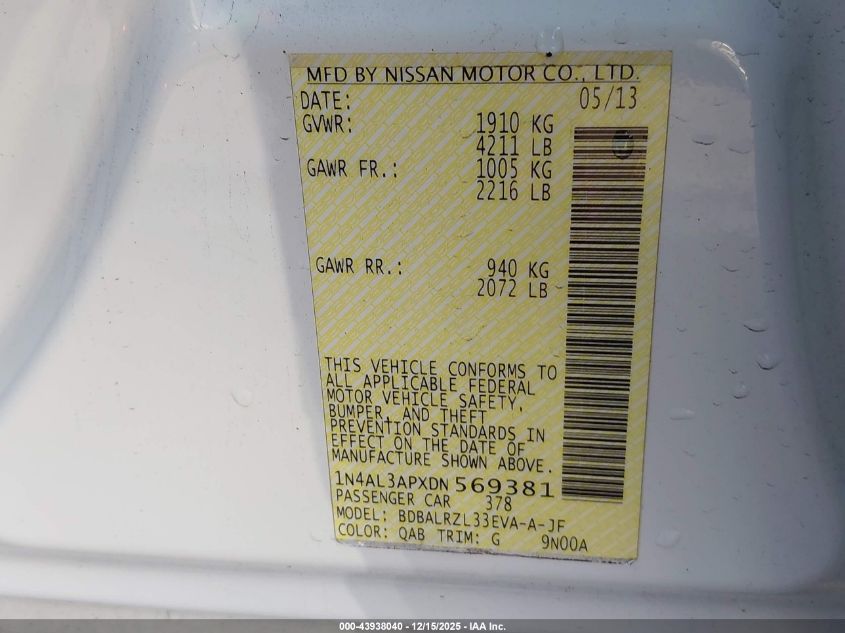 MFD BY NISSAN MOTOR CO., LTD.
DATE: 05/13
GVWR: 1910 KG
4211 LB
GAWR FR.: 1005 KG
2216 LB
GAWR RR.: 940 KG
2072 LB
THIS VEHICLE CONFORMS TO
ALL APPLICABLE FEDERAL
MOTOR VEHICLE SAFETY,
BUMPER, AND THEFT
PREVENTION STANDARDS IN
EFFECT ON THE DATE OF
MANUFACTURE SHOWN ABOVE.
1N4AL3APXDN569381
PASSENGER CAR 378
MODEL: BDBALRZL33EVA-A-JF
COLOR: QAB TRIM: G 9N00A
000-43938040 - 12/15/2025 - IAA Inc.